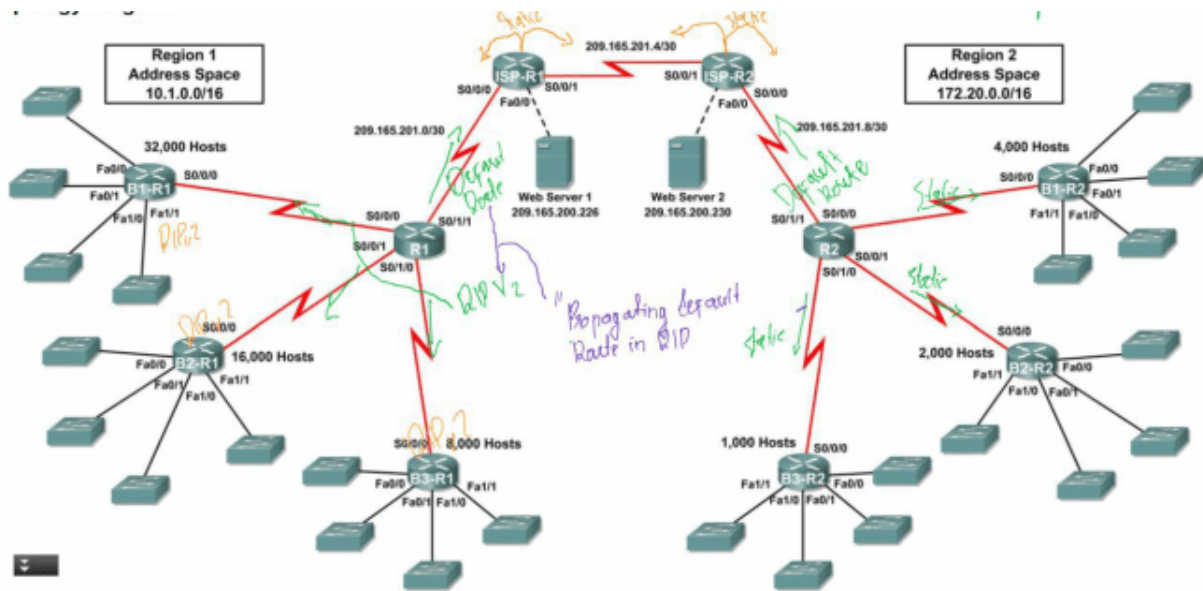 Region 1
Address Space
10.1.0.0/16
static
static
209.165.201.4/30
Region 2
Address Space
172.20.0.0/16
ISP-R1
ISP-R2
S0/0/0
S0/0/1
S0/0/1
S0/0/0
Fa0/0
Fa0/0
209.165.201.0/30
209.165.201.8/30
Web Server 1
209.165.200.226
Web Server 2
209.165.200.230
Default
Route
Default
Route
32,000 Hosts
Fa0/0
S0/0/0
B1-R1
Fa0/1
Fa1/0
Fa1/1
RIPv2
4,000 Hosts
S0/0/0
Fa0/0
B1-R2
Fa0/1
Fa1/1
Fa1/0
S0/0/0
S0/1/1
S0/0/1
R1
S0/1/0
RIP V2
"Propagating default
Route in RIP
S0/1/1
S0/0/0
R2
S0/0/1
S0/1/0
static
static
static
RIPv2
S0/0/0
B2-R1
16,000 Hosts
Fa0/0
Fa1/1
Fa0/1
Fa1/0
S0/0/0
2,000 Hosts
B2-R2
Fa0/0
Fa1/1
Fa0/1
Fa1/0
RIPv2
S0/0/0
8,000 Hosts
B3-R1
Fa0/0
Fa1/1
Fa0/1
Fa1/0
1,000 Hosts
S0/0/0
B3-R2
Fa1/1
Fa0/0
Fa1/0
Fa0/1